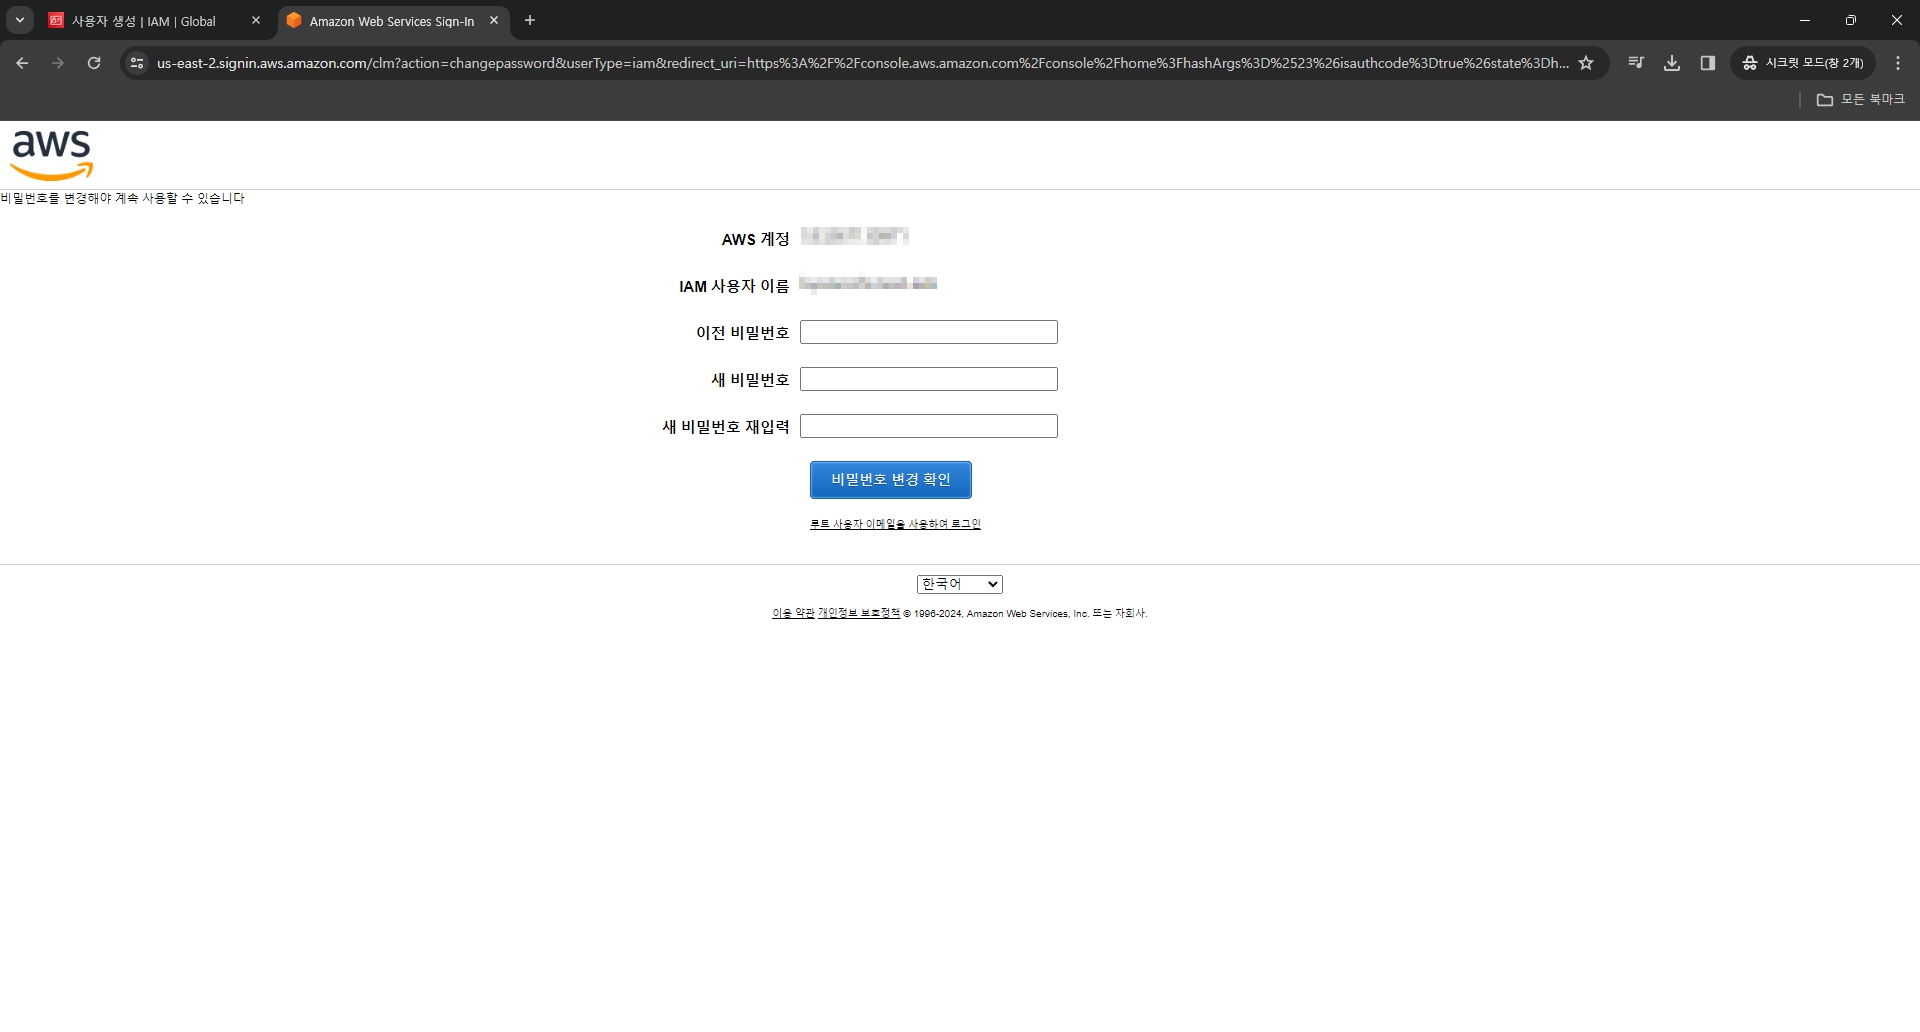 사용자 생성 | IAM | Global
Amazon Web Services Sign-In
us-east-2.signin.aws.amazon.com/clm?action=changepassword&userType=iam&redirect_uri=https%3A%2F%2Fconsole.aws.amazon.com%2Fconsole%2Fhome%3FhashArgs%3D%2523%26isauthcode%3Dtrue%26state%3Dh...
시크릿 모드(창 2개)
모든 북마크
aws
비밀번호를 변경해야 계속 사용할 수 있습니다
AWS 계정
IAM 사용자 이름
이전 비밀번호
새 비밀번호
새 비밀번호 재입력
비밀번호 변경 확인
루트 사용자 이메일을 사용하여 로그인
한국어
이용 약관 개인정보 보호정책 © 1996-2024, Amazon Web Services, Inc. 또는 자회사.